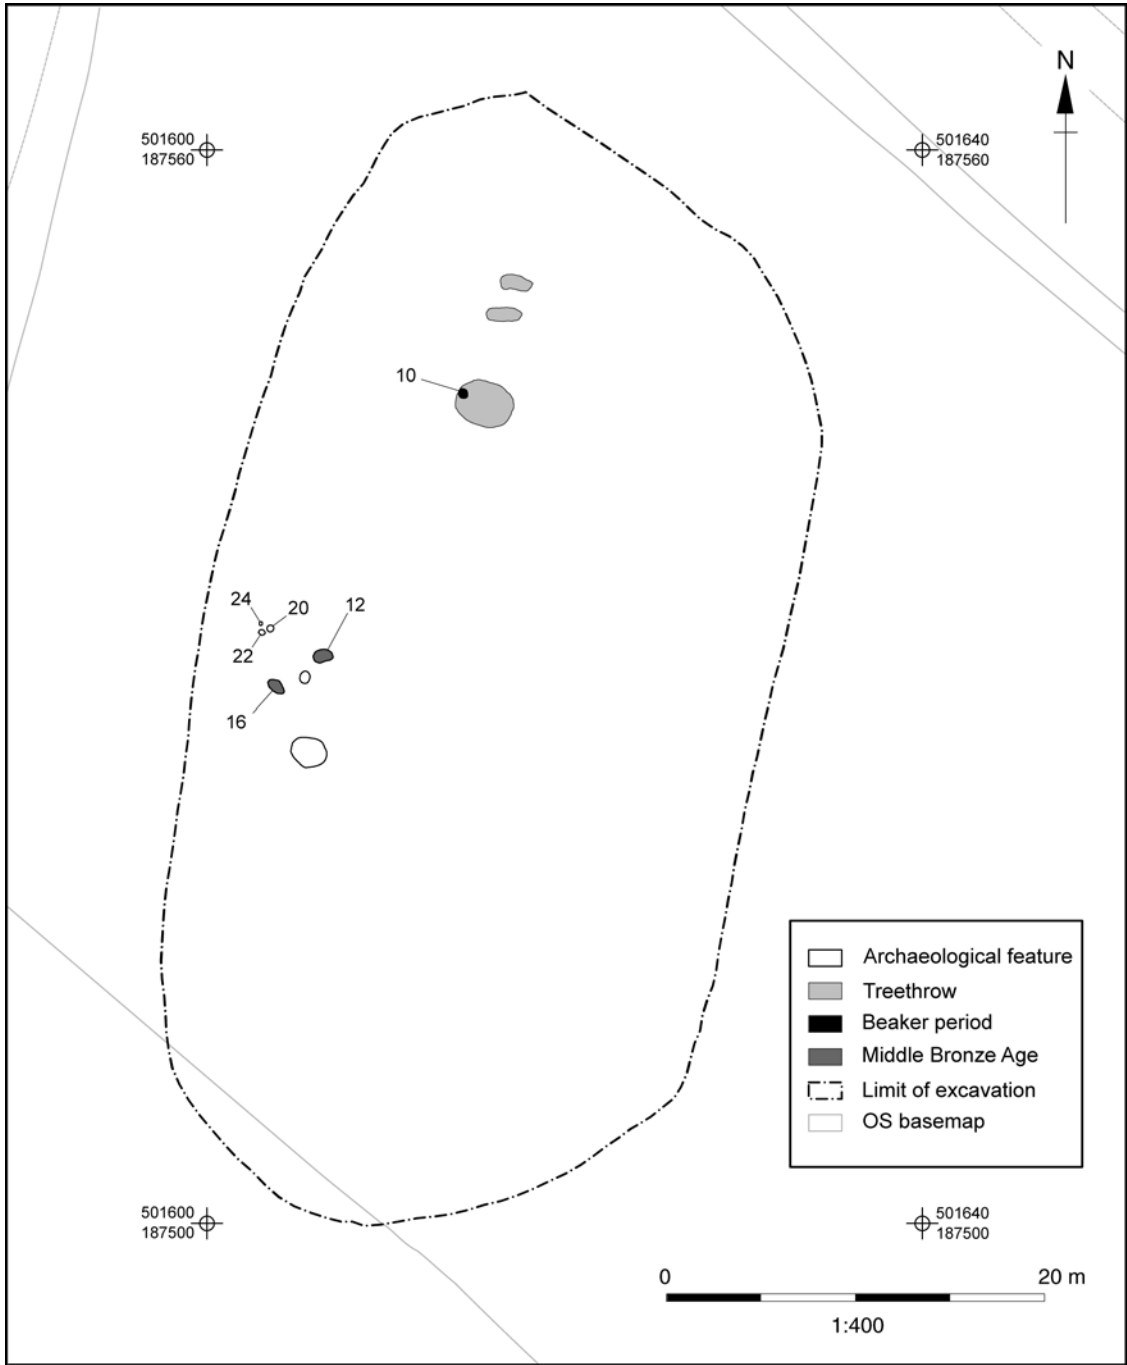 N
501600
187560
501640
187560
10
24
20
12
22
16
Archaeological feature
Treethrow
Beaker period
Middle Bronze Age
Limit of excavation
OS basemap
501600
187500
501640
187500
0
20 m
1:400